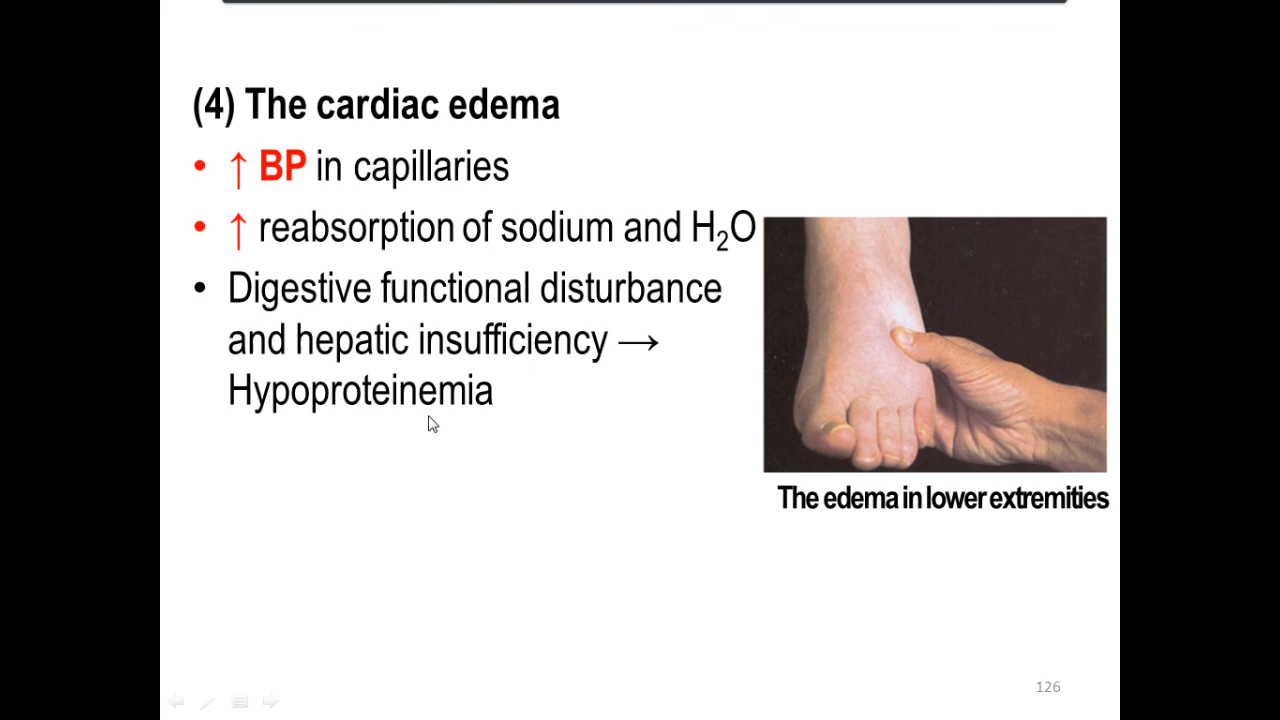 (4) The cardiac edema
• ↑ BP in capillaries
• ↑ reabsorption of sodium and H₂O
• Digestive functional disturbance
and hepatic insufficiency →
Hypoproteinemia
The edema in lower extremities
126